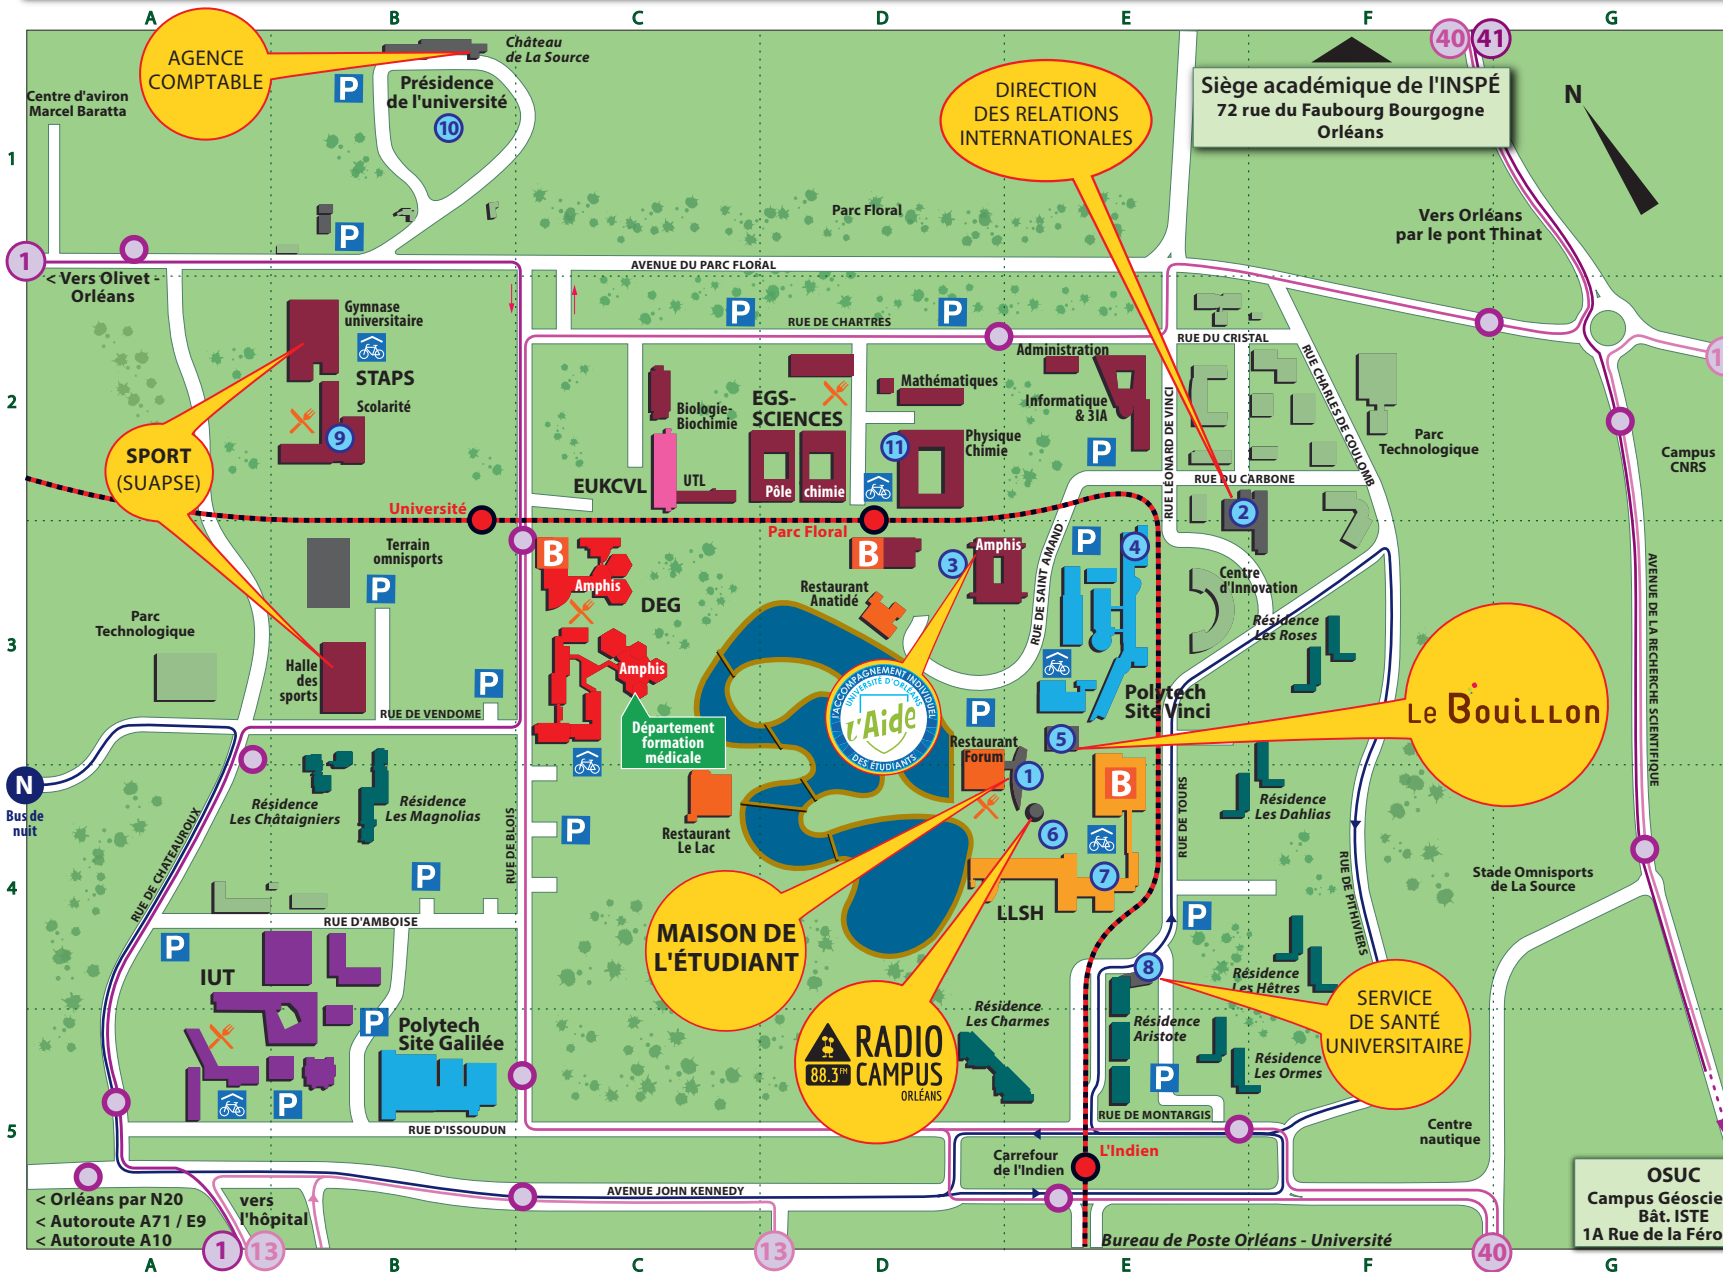 A B C D E F G
40 41
AGENCE
COMPTABLE
Château
de La Source
P
Présidence
de l'université
10
Centre d'aviron
Marcel Baratta
DIRECTION
DES RELATIONS
INTERNATIONALES
Siège académique de l'INSPÉ
72 rue du Faubourg Bourgogne
Orléans
N
1
Parc Floral
Vers Orléans
par le pont Thinat
P
1
AVENUE DU PARC FLORAL
< Vers Olivet -
Orléans
Gymnase
universitaire
STAPS
Scolarité
9
P
P
RUE DE CHARTRES
RUE DU CRISTAL
RUE CHARLES DE COULOMB
2
Administration
Mathématiques
Informatique
& 3IA
EGS-
SCIENCES
Biologie-
Biochimie
11
Physique
Chimie
P
RUE LÉONARD DE VINCI
Parc
Technologique
Campus
CNRS
SPORT
(SUAPSE)
EUKCVL
UTL
Pôle chimie
RUE DU CARBONE
2
Université
Parc Floral
Terrain
omnisports
P
B
Amphis
DEG
B
3
Amphis
P
4
RUE DE SAINT AMAND
Centre
d'Innovation
AVENUE DE LA RECHERCHE SCIENTIFIQUE
Restaurant
Anatidé
Parc
Technologique
3
Résidence
Les Roses
Halle
des
sports
P
Amphis
L'ACCOMPAGNEMENT INDIVIDUEL
UNIVERSITÉ D'ORLÉANS
l'Aide
DES ÉTUDIANTS
Polytech
Site Vinci
Le Bouillon
RUE DE VENDOME
Département
formation
médicale
P
5
Restaurant
Forum
1
B
N
Bus de
nuit
Résidence
Les Châtaigniers
Résidence
Les Magnolias
RUE DE CHATEAUROUX
RUE DE BLOIS
P
Restaurant
Le Lac
6
RUE DE TOURS
Résidence
Les Dahlias
RUE DE PITHIVIERS
7
4
P
Stade Omnisports
de La Source
RUE D'AMBOISE
LLSH
MAISON DE
L'ÉTUDIANT
P
P
8
IUT
Résidence
Les Hêtres
SERVICE
DE SANTÉ
UNIVERSITAIRE
Résidence
Les Charmes
P
Polytech
Site Galilée
RADIO
CAMPUS
ORLÉANS
88.3 FM
Résidence
Aristote
Résidence
Les Ormes
P
P
RUE DE MONTARGIS
5
RUE D'ISSOUDUN
Centre
nautique
Carrefour
de l'Indien
L'Indien
AVENUE JOHN KENNEDY
< Orléans par N20
< Autoroute A71 / E9
< Autoroute A10
vers
l'hôpital
OSUC
Campus Géoscie
Bât. ISTE
1A Rue de la Féro
1 13
13
Bureau de Poste Orléans - Université
40
A B C D E F G